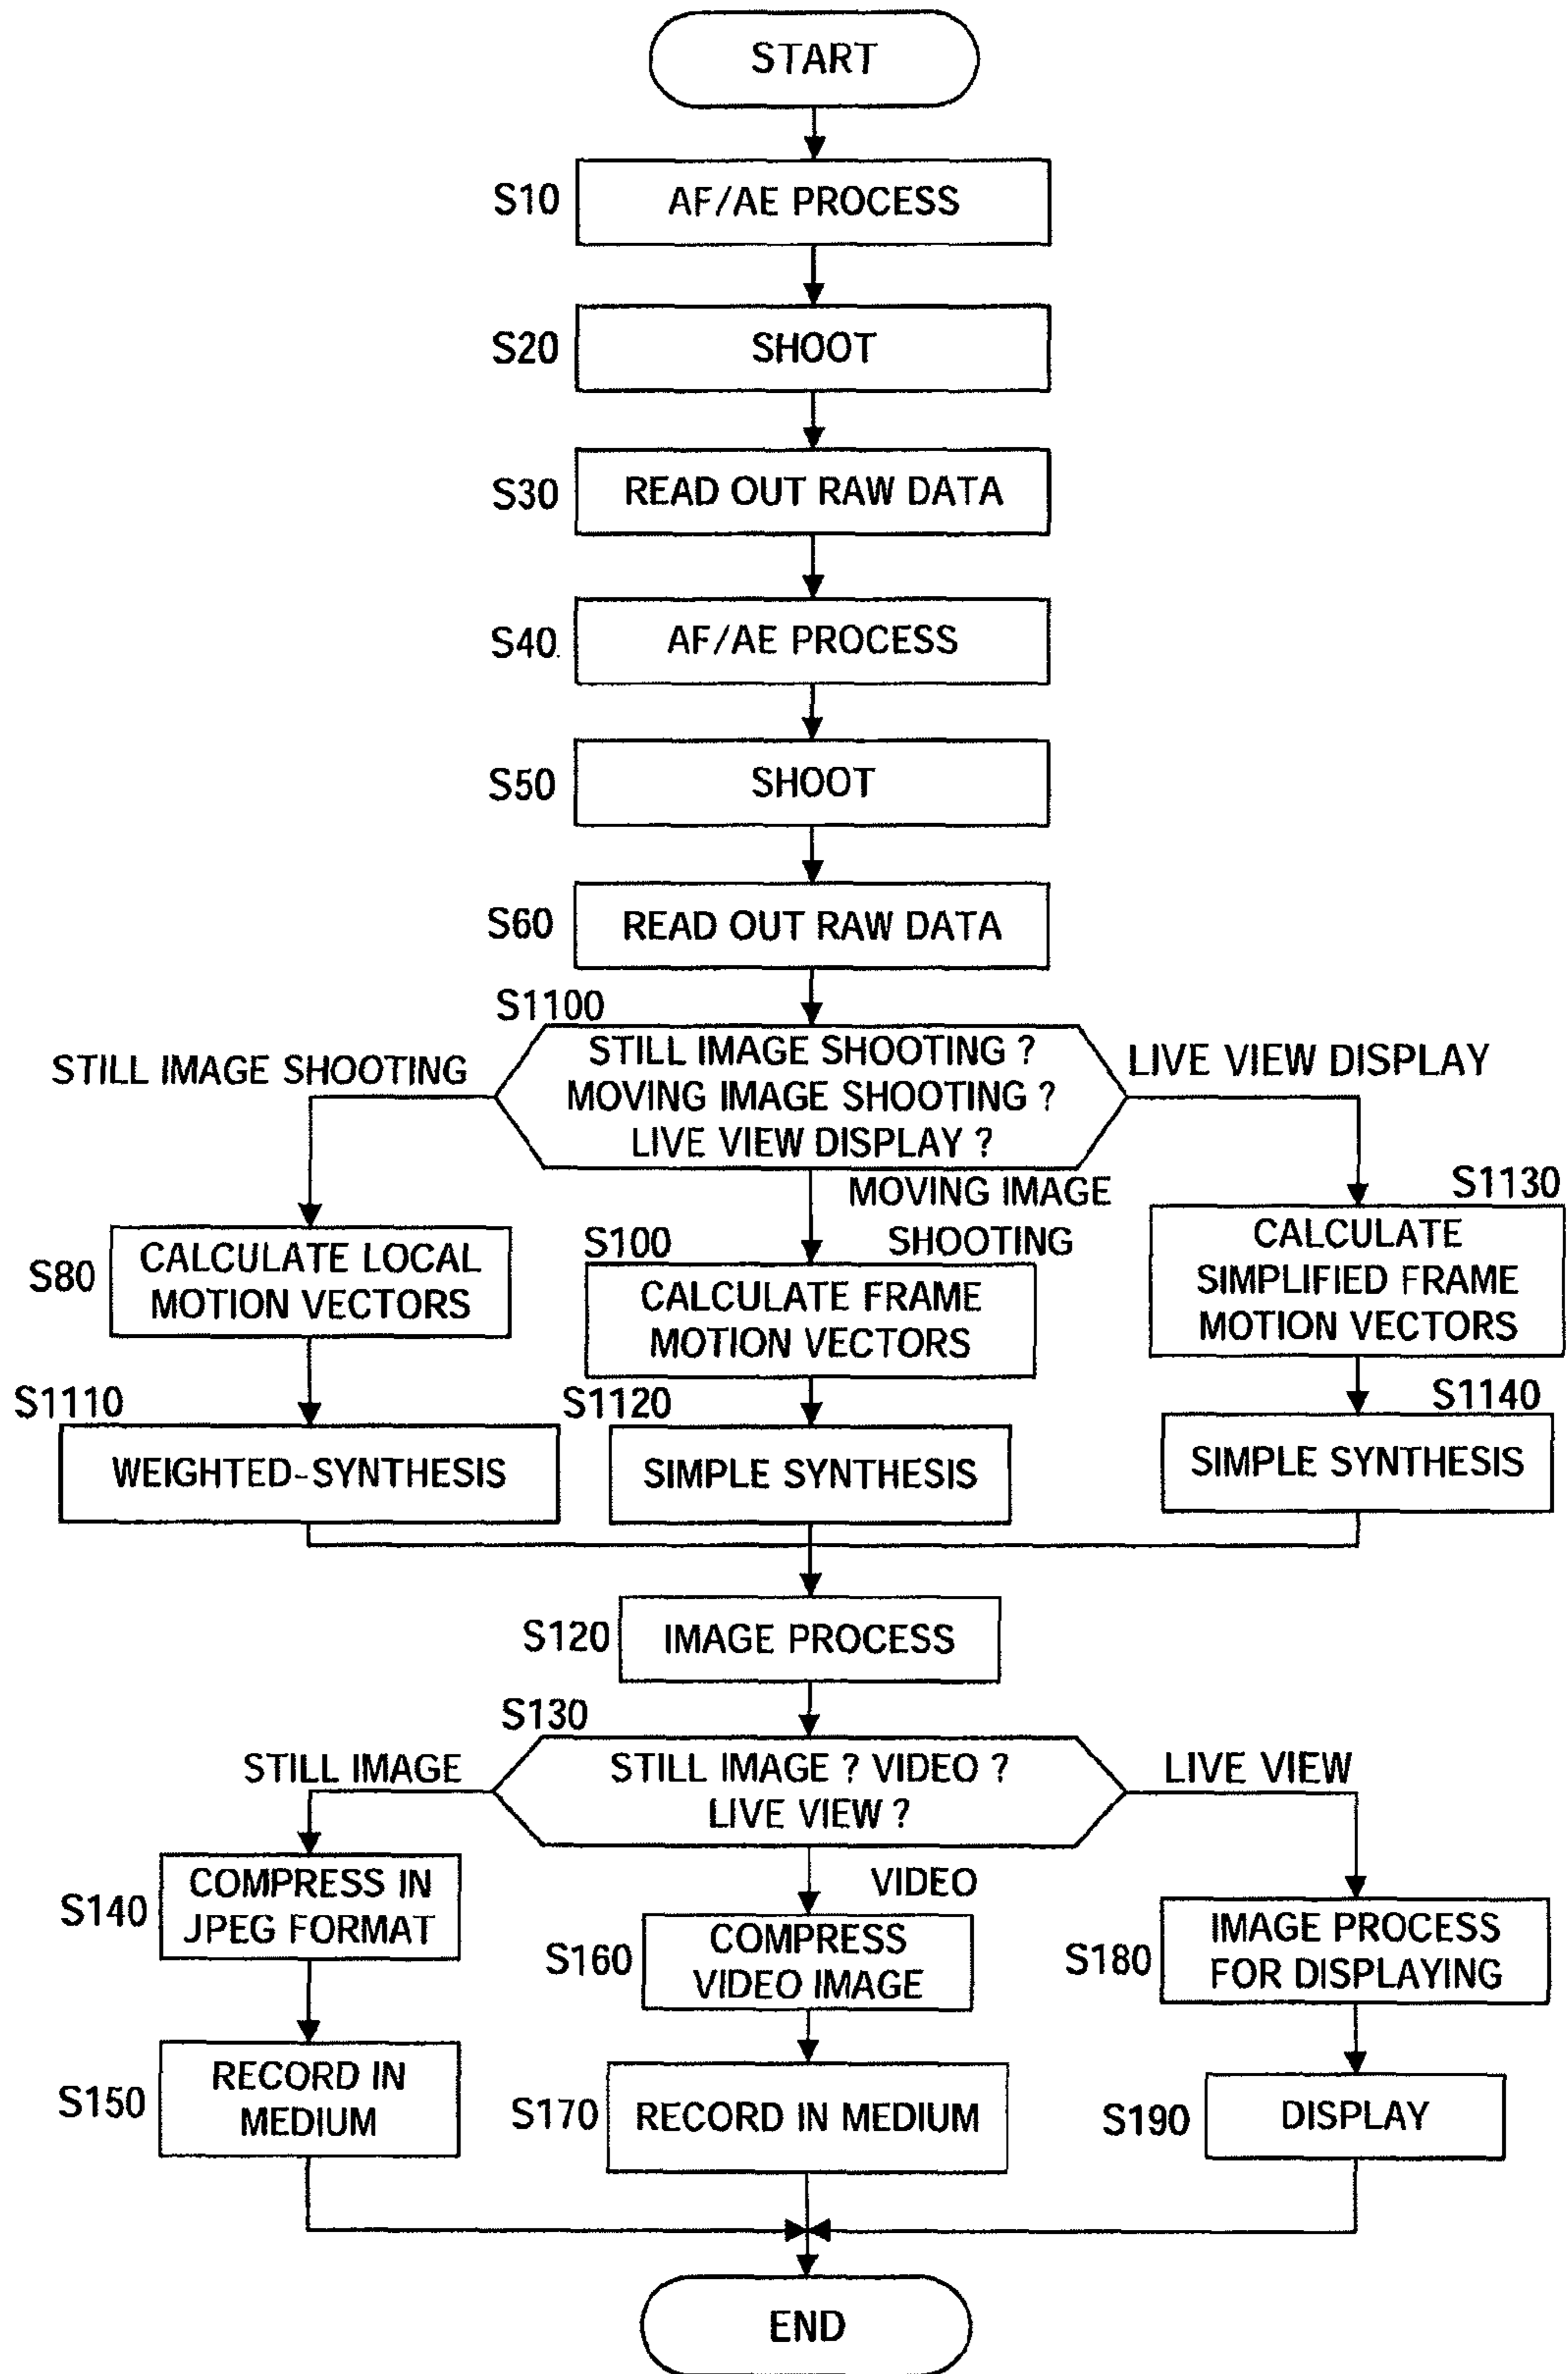 START
S10
AF/AE PROCESS
S20
SHOOT
S30
READ OUT RAW DATA
S40
AF/AE PROCESS
S50
SHOOT
S60
READ OUT RAW DATA
S1100
STILL IMAGE SHOOTING ?
MOVING IMAGE SHOOTING ?
LIVE VIEW DISPLAY ?
STILL IMAGE SHOOTING
LIVE VIEW DISPLAY
MOVING IMAGE
SHOOTING
S80
CALCULATE LOCAL
MOTION VECTORS
S100
CALCULATE FRAME
MOTION VECTORS
S1130
CALCULATE
SIMPLIFIED FRAME
MOTION VECTORS
S1110
WEIGHTED-SYNTHESIS
S1120
SIMPLE SYNTHESIS
S1140
SIMPLE SYNTHESIS
S120
IMAGE PROCESS
S130
STILL IMAGE ? VIDEO ?
LIVE VIEW ?
STILL IMAGE
LIVE VIEW
VIDEO
S140
COMPRESS IN
JPEG FORMAT
S160
COMPRESS
VIDEO IMAGE
S180
IMAGE PROCESS
FOR DISPLAYING
S150
RECORD IN
MEDIUM
S170
RECORD IN MEDIUM
S190
DISPLAY
END